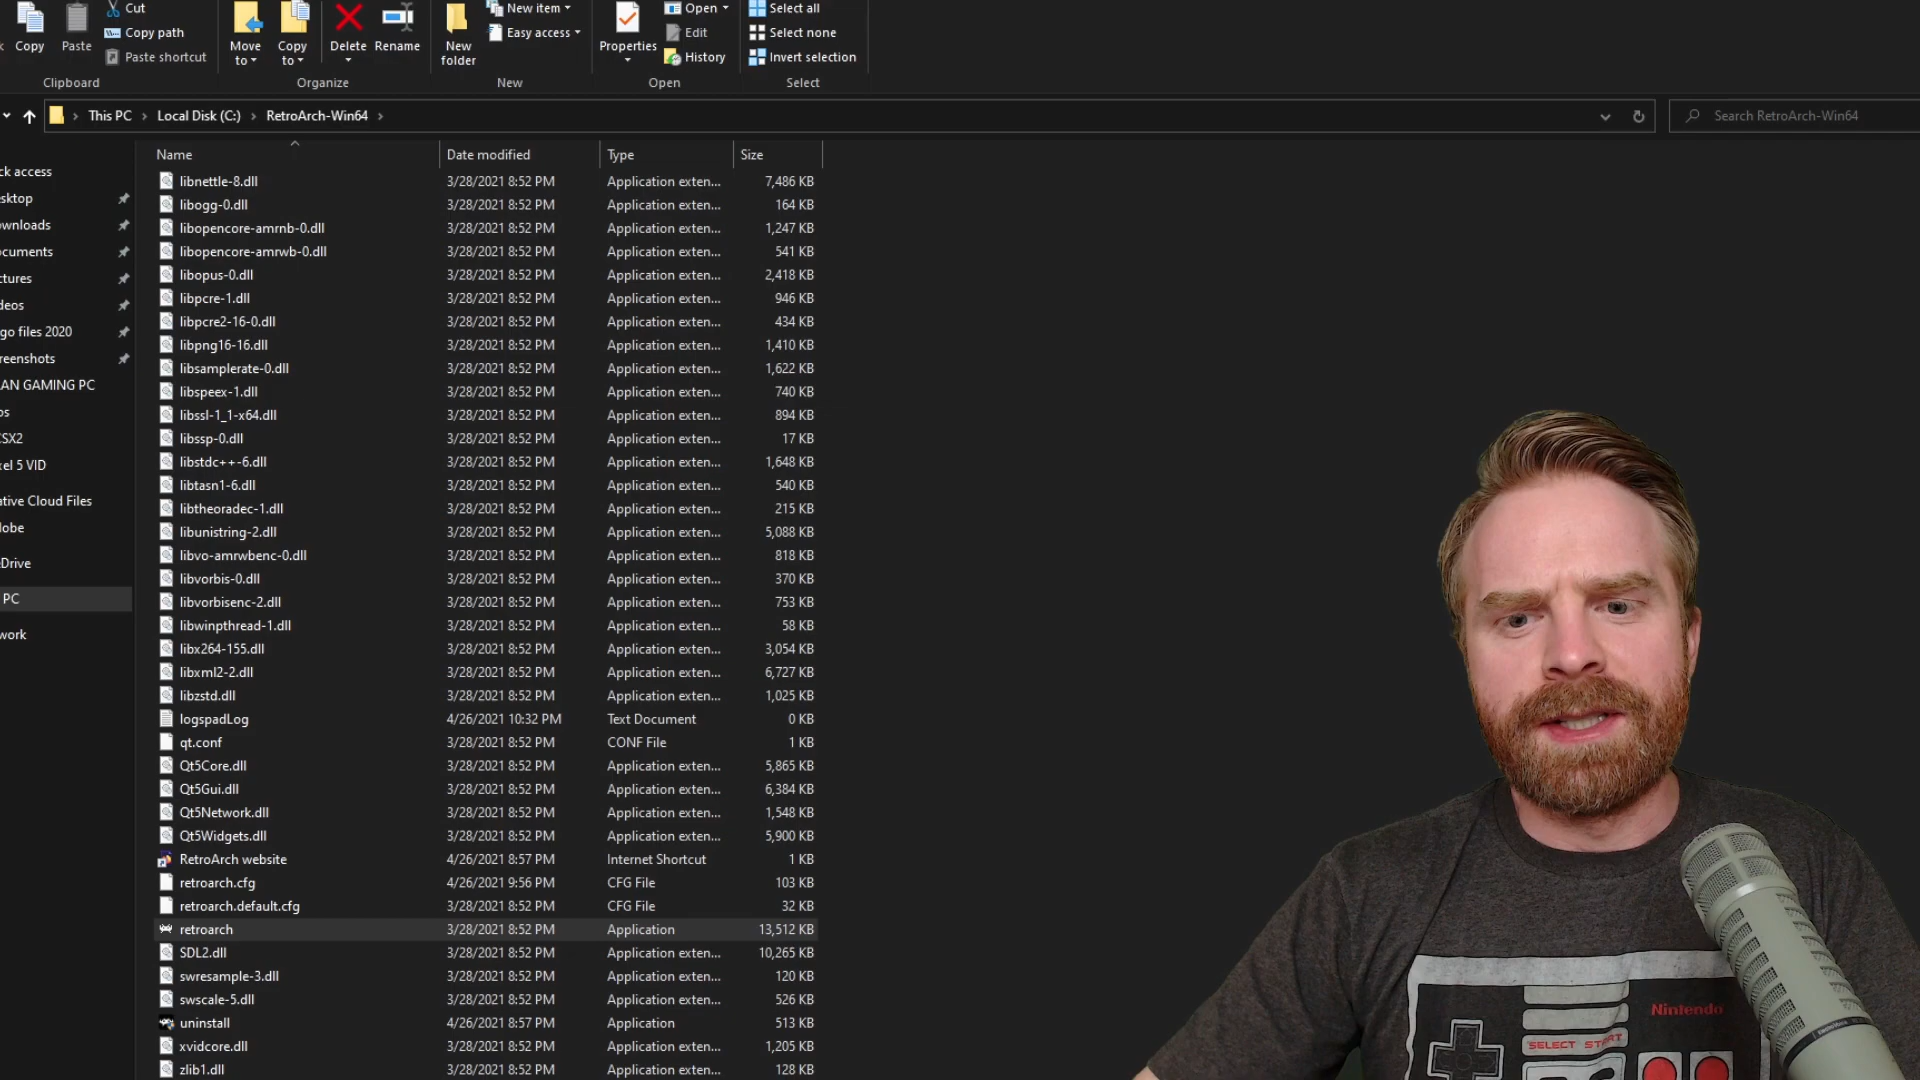 Cut
Copy path
Paste shortcut
Copy
Paste
Clipboard
Move to
Copy to
Delete
Rename
Organize
New folder
New item
Easy access
New
Properties
Open
Edit
History
Open
Select all
Select none
Invert selection
Select
This PC > Local Disk (C:) > RetroArch-Win64 >
Search RetroArch-Win64
ck access
sktop
wnloads
cuments
ctures
deos
go files 2020
reenshots
AN GAMING PC
os
CSX2
xel 5 VID
ative Cloud Files
lobe
Drive
PC
work
Name Date modified Type Size
libnettle-8.dll 3/28/2021 8:52 PM Application exten... 7,486 KB
libogg-0.dll 3/28/2021 8:52 PM Application exten... 164 KB
libopencore-amrnb-0.dll 3/28/2021 8:52 PM Application exten... 1,247 KB
libopencore-amrwb-0.dll 3/28/2021 8:52 PM Application exten... 541 KB
libopus-0.dll 3/28/2021 8:52 PM Application exten... 2,418 KB
libpcre-1.dll 3/28/2021 8:52 PM Application exten... 946 KB
libpcre2-16-0.dll 3/28/2021 8:52 PM Application exten... 434 KB
libpng16-16.dll 3/28/2021 8:52 PM Application exten... 1,410 KB
libsamplerate-0.dll 3/28/2021 8:52 PM Application exten... 1,622 KB
libspeex-1.dll 3/28/2021 8:52 PM Application exten... 740 KB
libssl-1_1-x64.dll 3/28/2021 8:52 PM Application exten... 894 KB
libssp-0.dll 3/28/2021 8:52 PM Application exten... 17 KB
libstdc++-6.dll 3/28/2021 8:52 PM Application exten... 1,648 KB
libtasn1-6.dll 3/28/2021 8:52 PM Application exten... 540 KB
libtheoradec-1.dll 3/28/2021 8:52 PM Application exten... 215 KB
libunistring-2.dll 3/28/2021 8:52 PM Application exten... 5,088 KB
libvo-amrwbenc-0.dll 3/28/2021 8:52 PM Application exten... 818 KB
libvorbis-0.dll 3/28/2021 8:52 PM Application exten... 370 KB
libvorbisenc-2.dll 3/28/2021 8:52 PM Application exten... 753 KB
libwinpthread-1.dll 3/28/2021 8:52 PM Application exten... 58 KB
libx264-155.dll 3/28/2021 8:52 PM Application exten... 3,054 KB
libxml2-2.dll 3/28/2021 8:52 PM Application exten... 6,727 KB
libzstd.dll 3/28/2021 8:52 PM Application exten... 1,025 KB
logspadLog 4/26/2021 10:32 PM Text Document 0 KB
qt.conf 3/28/2021 8:52 PM CONF File 1 KB
Qt5Core.dll 3/28/2021 8:52 PM Application exten... 5,865 KB
Qt5Gui.dll 3/28/2021 8:52 PM Application exten... 6,384 KB
Qt5Network.dll 3/28/2021 8:52 PM Application exten... 1,548 KB
Qt5Widgets.dll 3/28/2021 8:52 PM Application exten... 5,900 KB
RetroArch website 4/26/2021 8:57 PM Internet Shortcut 1 KB
retroarch.cfg 4/26/2021 9:56 PM CFG File 103 KB
retroarch.default.cfg 3/28/2021 8:52 PM CFG File 32 KB
retroarch 3/28/2021 8:52 PM Application 13,512 KB
SDL2.dll 3/28/2021 8:52 PM Application exten... 10,265 KB
swresample-3.dll 3/28/2021 8:52 PM Application exten... 120 KB
swscale-5.dll 3/28/2021 8:52 PM Application exten... 526 KB
uninstall 4/26/2021 8:57 PM Application 513 KB
xvidcore.dll 3/28/2021 8:52 PM Application exten... 1,205 KB
zlib1.dll 3/28/2021 8:52 PM Application exten... 128 KB
Nintendo
SELECT START